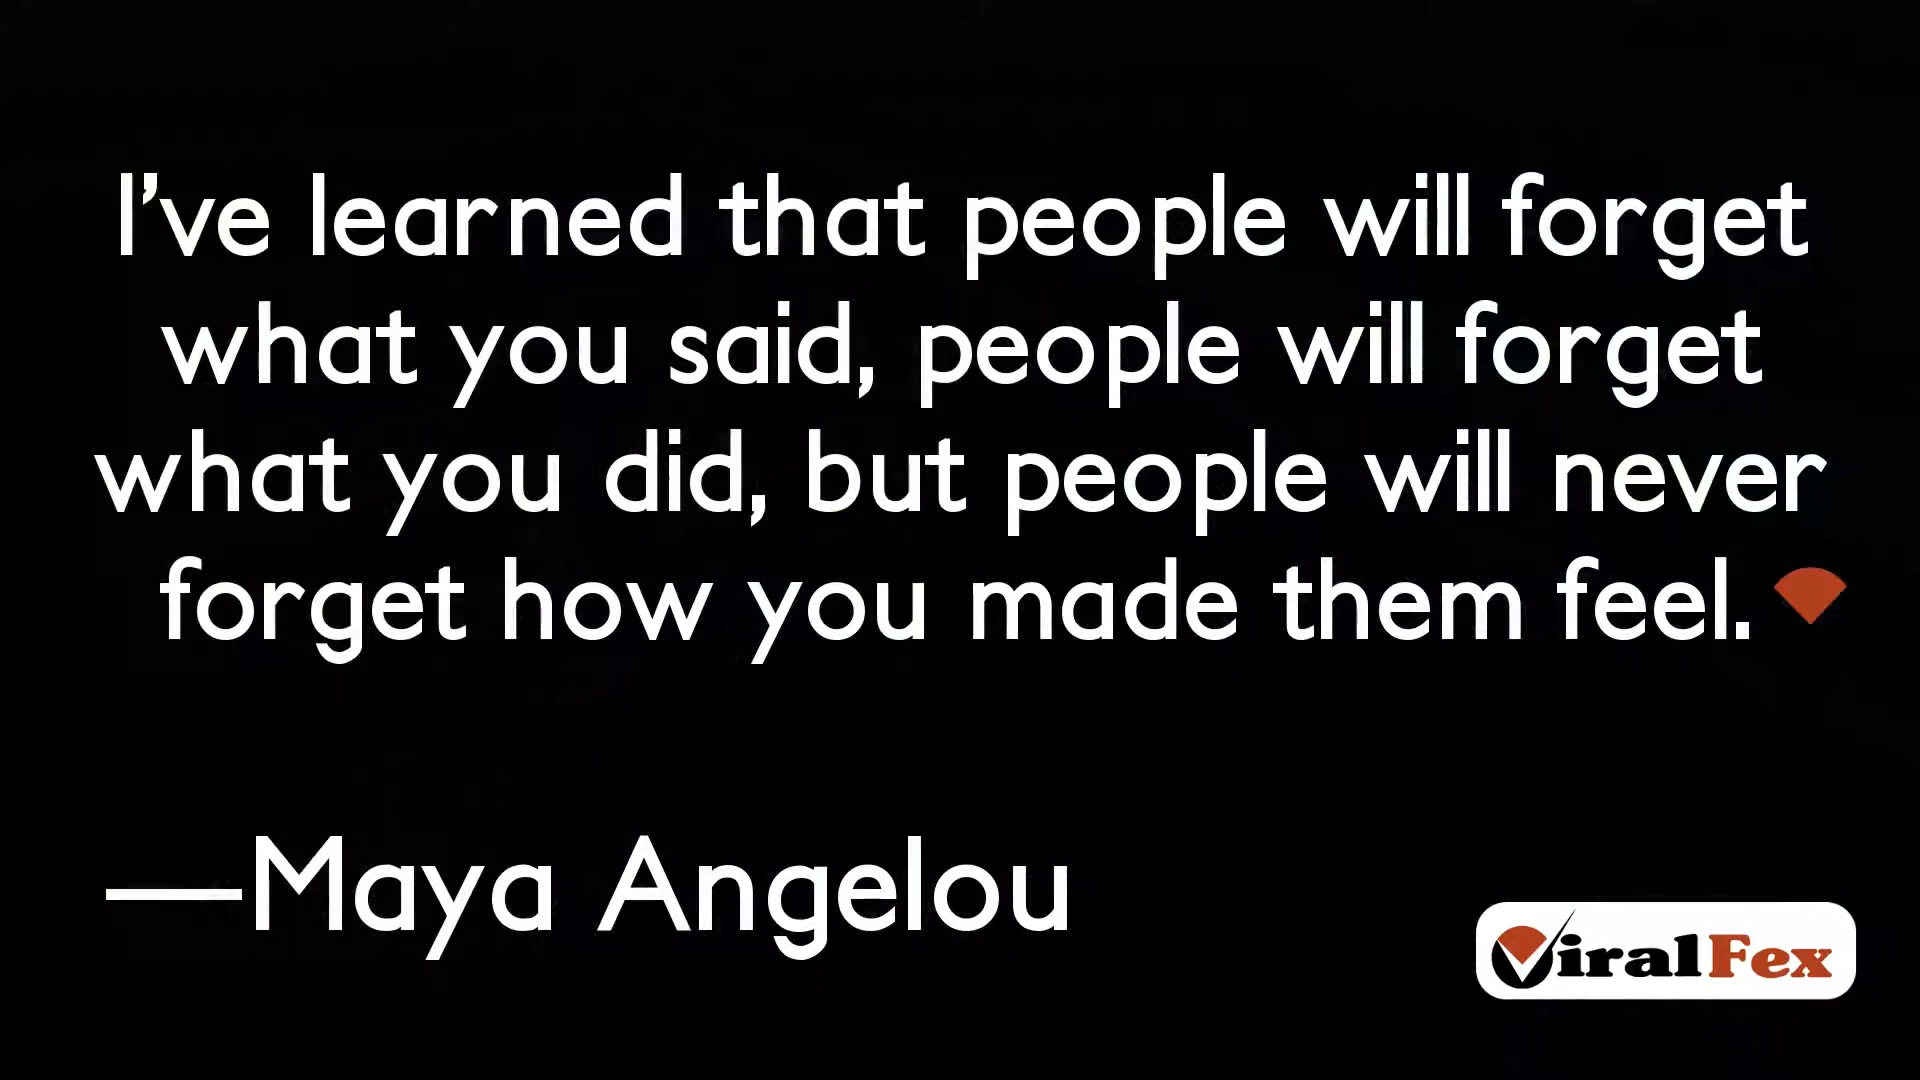 I’ve learned that people will forget
what you said, people will forget
what you did, but people will never
forget how you made them feel.
—Maya Angelou
ViralFex